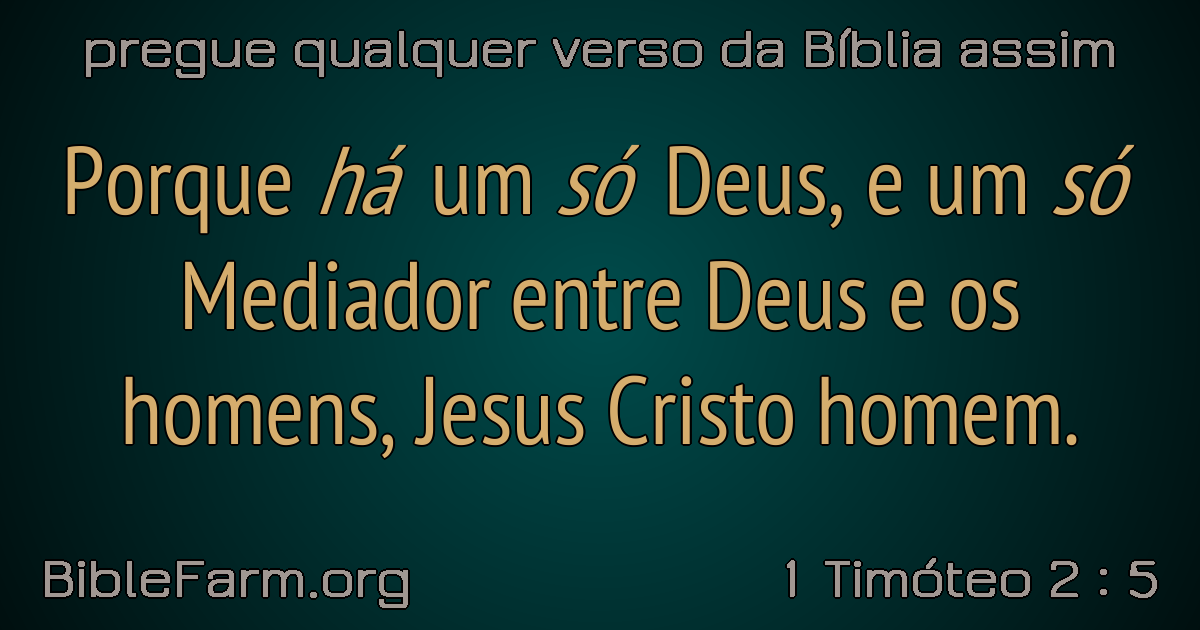 pregue qualquer verso da Bíblia assim
Porque há um só Deus, e um só
Mediador entre Deus e os
homens, Jesus Cristo homem.
BibleFarm.org
1 Timóteo 2 : 5